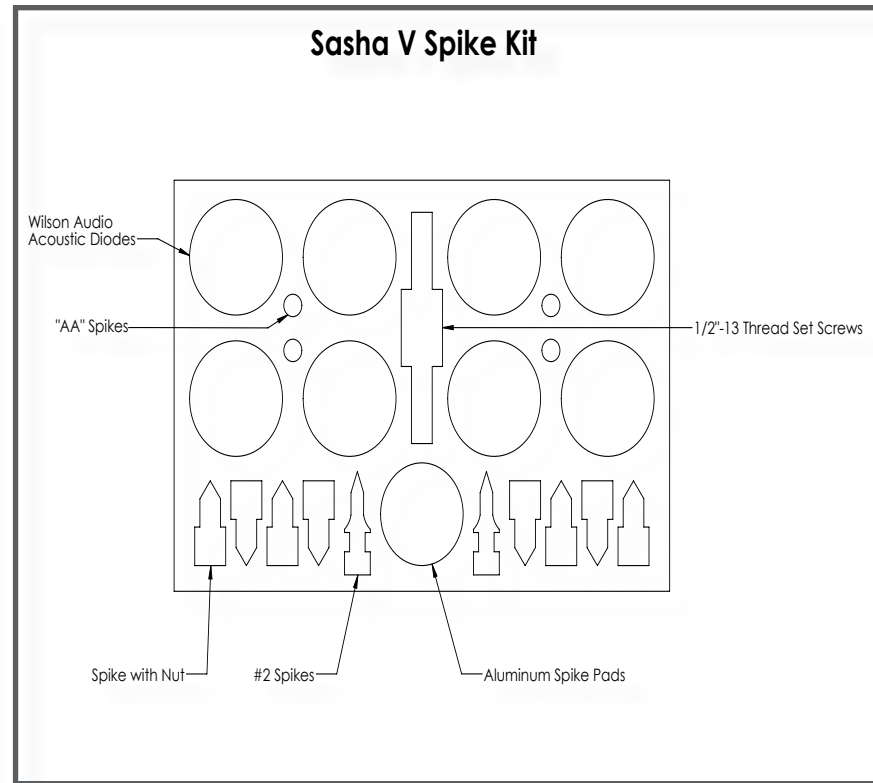 Sasha V Spike Kit
Wilson Audio
Acoustic Diodes
"AA" Spikes
1/2"-13 Thread Set Screws
Spike with Nut
#2 Spikes
Aluminum Spike Pads